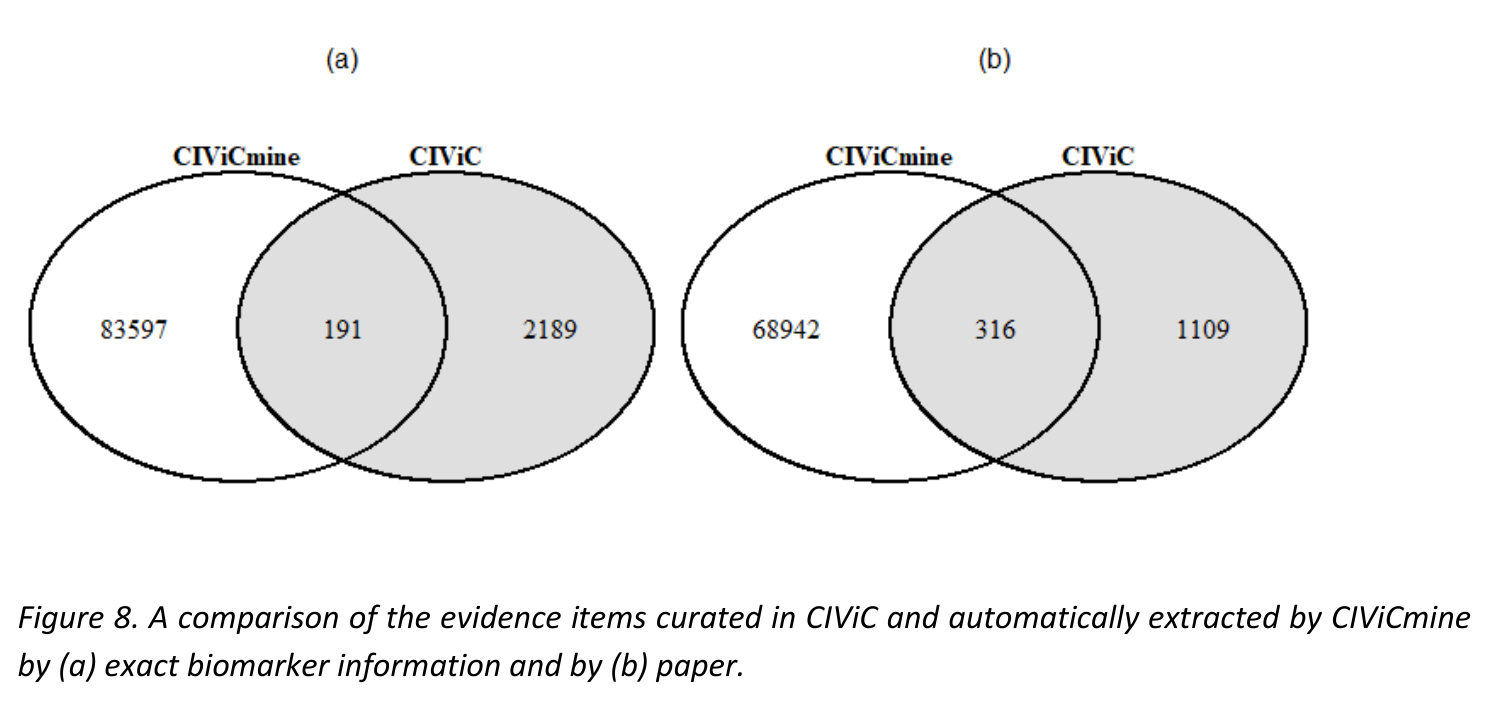 (a)
(b)
CIViCmine
CIViC
CIViCmine
CIViC
83597
191
2189
68942
316
1109
Figure 8. A comparison of the evidence items curated in CIViC and automatically extracted by CIViCmine
by (a) exact biomarker information and by (b) paper.